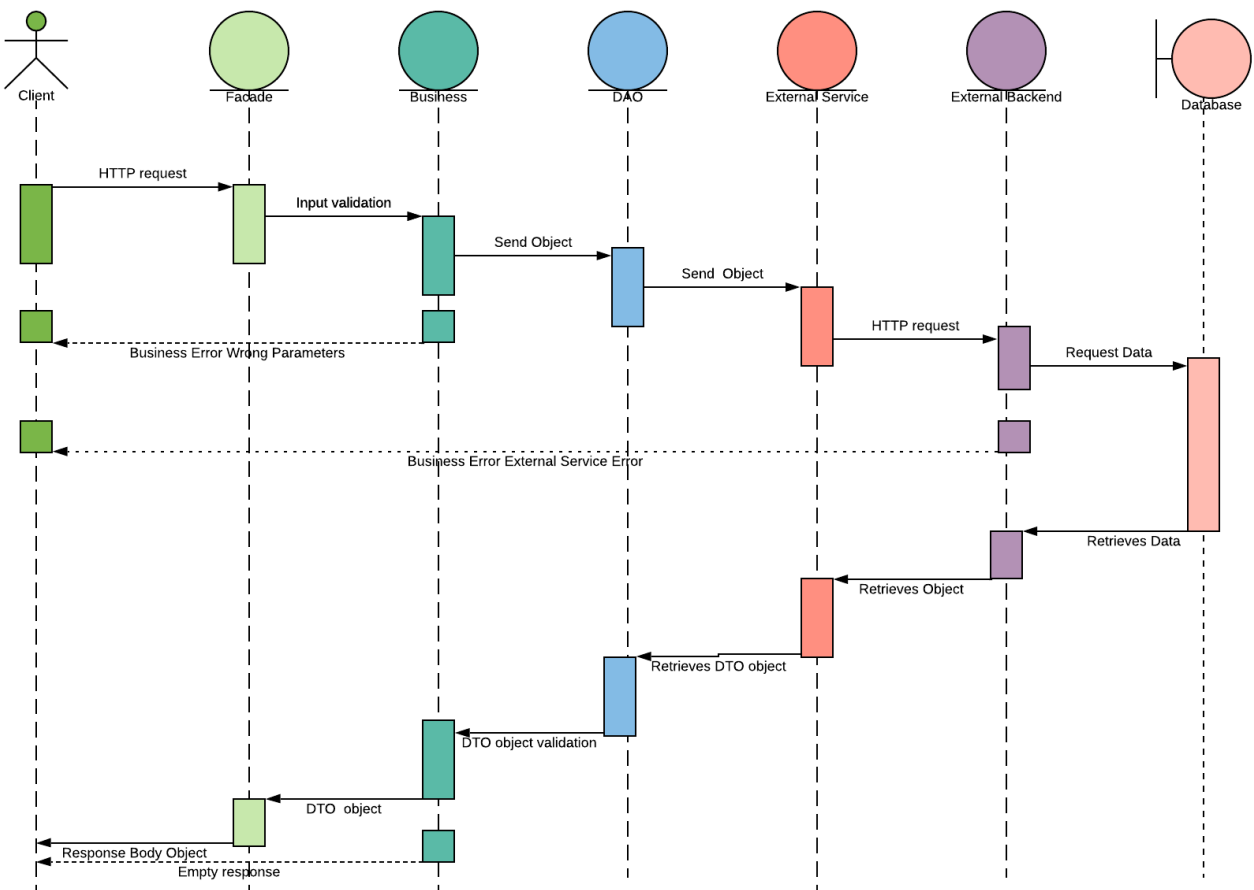 Client
Facade
Business
DAO
External Service
External Backend
Database
HTTP request
Input validation
Send Object
Send  Object
HTTP request
Business Error Wrong Parameters
Request Data
Business Error External Service Error
Retrieves Data
Retrieves Object
Retrieves DTO object
DTO object validation
DTO  object
Response Body Object
Empty response